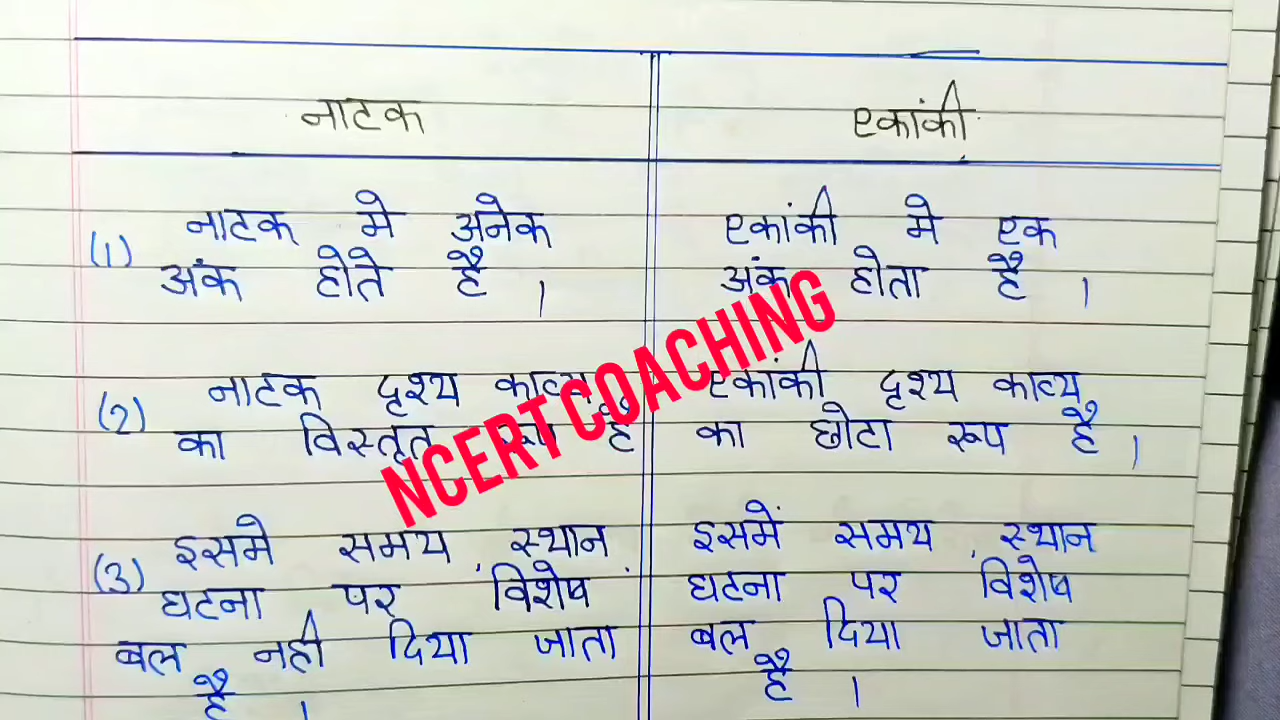 नाटक
एकांकी
(1) नाटक मे अनेक
अंक होते है ।
एकांकी मे एक
अंक होता है ।
(2) नाटक दृश्य काव्य
का विस्तृत रूप है
एकांकी दृश्य काव्य
का छोटा रूप है ।
(3) इसमे समय, स्थान
घटना पर विशेष
बल नही दिया जाता
है ।
इसमें समय, स्थान
घटना पर विशेष
बल दिया जाता
है ।
NCERT COACHING